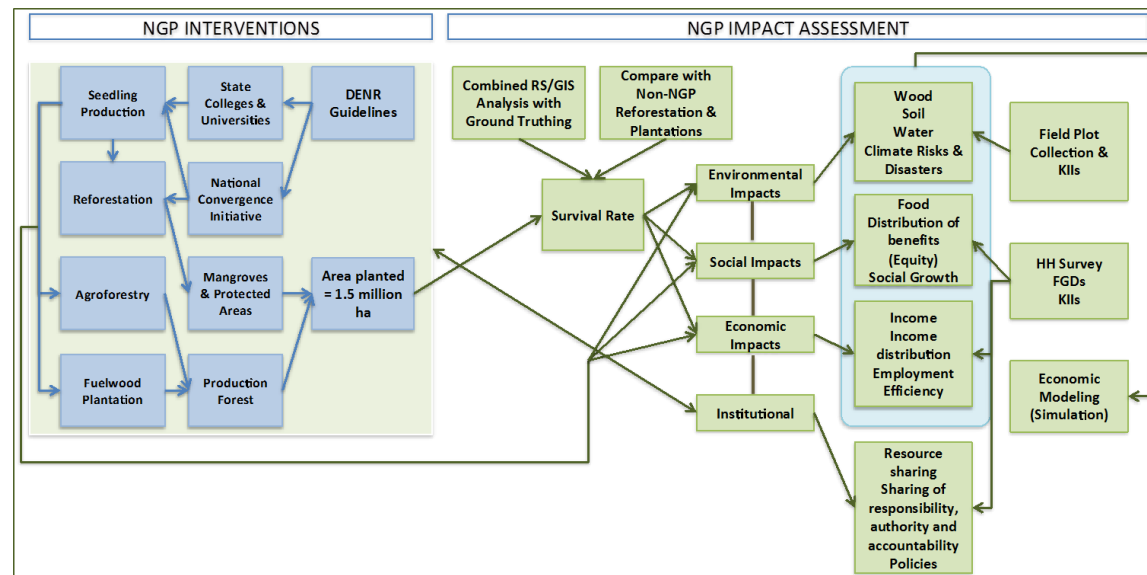 NGP INTERVENTIONS
NGP IMPACT ASSESSMENT
Seedling
Production
State
Colleges &
Universities
DENR
Guidelines
Reforestation
National
Convergence
Initiative
Agroforestry
Mangroves
& Protected
Areas
Area planted
= 1.5 million
ha
Fuelwood
Plantation
Production
Forest
Combined RS/GIS
Analysis with
Ground Truthing
Compare with
Non-NGP
Reforestation &
Plantations
Survival Rate
Environmental
Impacts
Social Impacts
Economic
Impacts
Institutional
Wood
Soil
Water
Climate Risks &
Disasters
Food
Distribution of
benefits
(Equity)
Social Growth
Income
Income
distribution
Employment
Efficiency
Resource
sharing
Sharing of
responsibility,
authority and
accountability
Policies
Field Plot
Collection &
KIIs
HH Survey
FGDs
KIIs
Economic
Modeling
(Simulation)